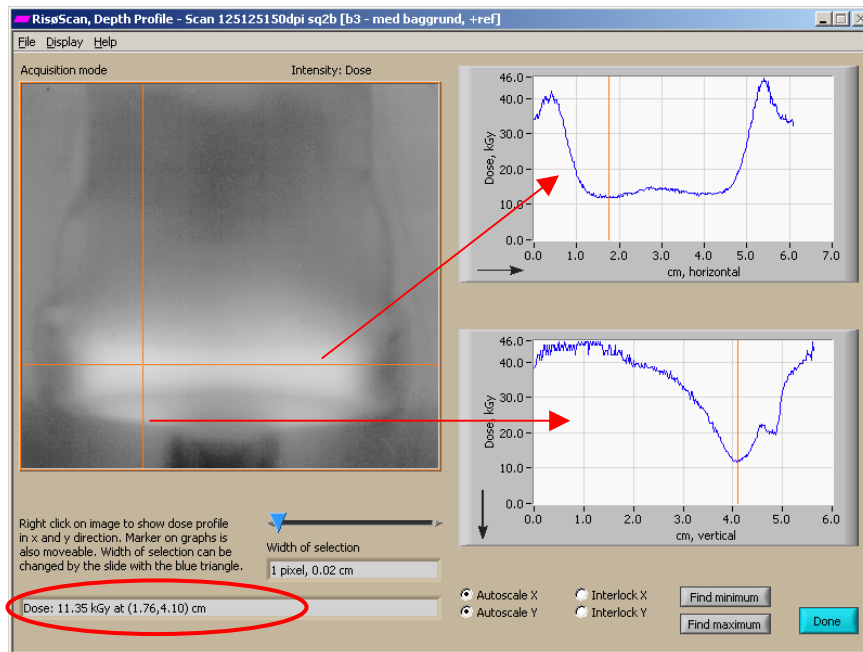 RisøScan, Depth Profile - Scan 125125150dpi sq2b [b3 - med baggrund, +ref]
File Display Help
Acquisition mode
Intensity: Dose
46.0
40.0
30.0
20.0
10.0
0.0
Dose, kGy
0.0 1.0 2.0 3.0 4.0 5.0 6.0 7.0
cm, horizontal
46.0
40.0
30.0
20.0
10.0
0.0
Dose, kGy
0.0 1.0 2.0 3.0 4.0 5.0 6.0
cm, vertical
Right click on image to show dose profile
in x and y direction. Marker on graphs is
also moveable. Width of selection can be
changed by the slide with the blue triangle.
Width of selection
1 pixel, 0.02 cm
Dose: 11.35 kGy at (1.76,4.10) cm
Autoscale X
Interlock X
Autoscale Y
Interlock Y
Find minimum
Find maximum
Done